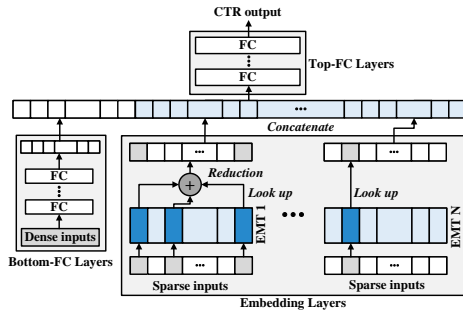 CTR output
FC
FC
Top-FC Layers
Concatenate
Reduction
Look up
Look up
EMT 1
EMT N
FC
FC
Dense inputs
Bottom-FC Layers
Sparse inputs
Sparse inputs
Embedding Layers